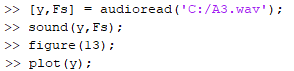 >> [y,Fs] = audioread('C:/A3.wav');
>> sound(y,Fs);
>> figure(13);
>> plot(y);